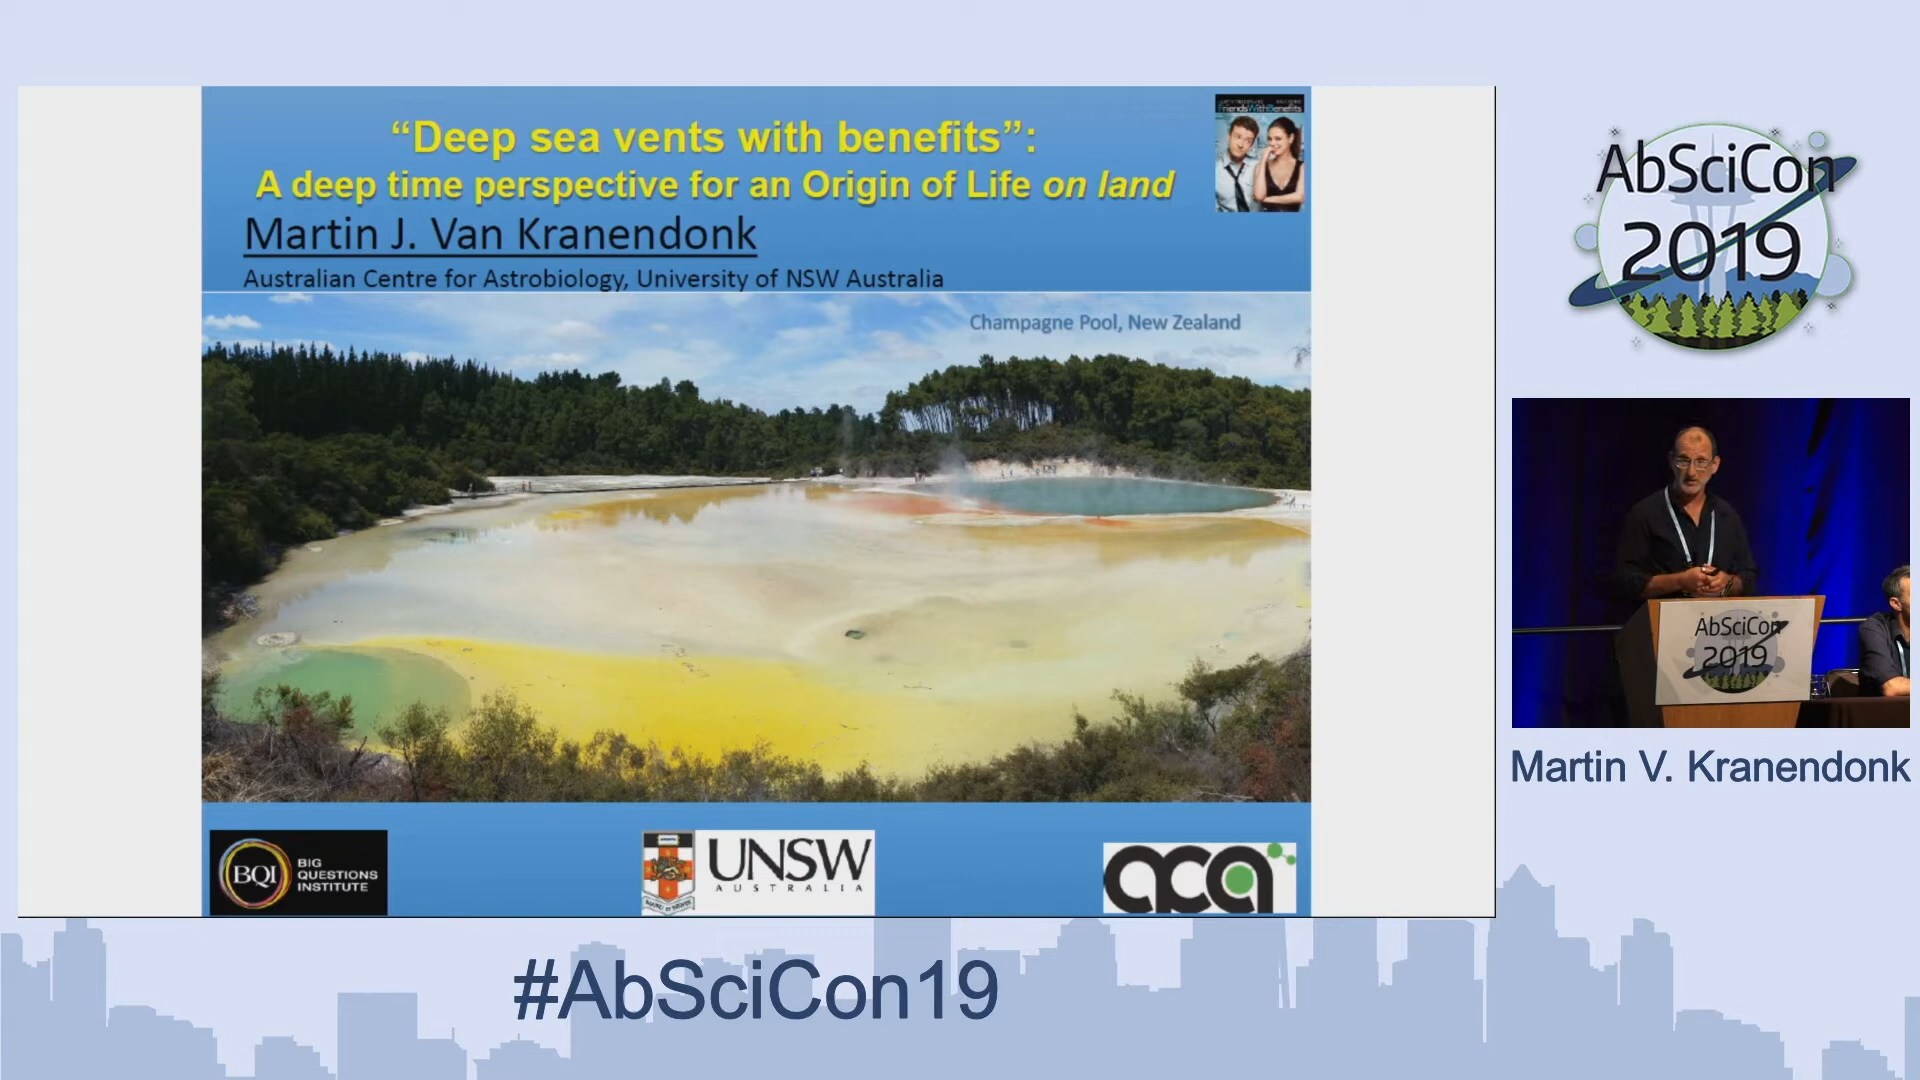 “Deep sea vents with benefits”:
A deep time perspective for an Origin of Life on land
Martin J. Van Kranendonk
Australian Centre for Astrobiology, University of NSW Australia
FriendsWithBenefits
Champagne Pool, New Zealand
BQI
BIG
QUESTIONS
INSTITUTE
UNSW
AUSTRALIA
aca
AbSciCon
2019
AbSciCon
2019
Martin V. Kranendonk
#AbSciCon19